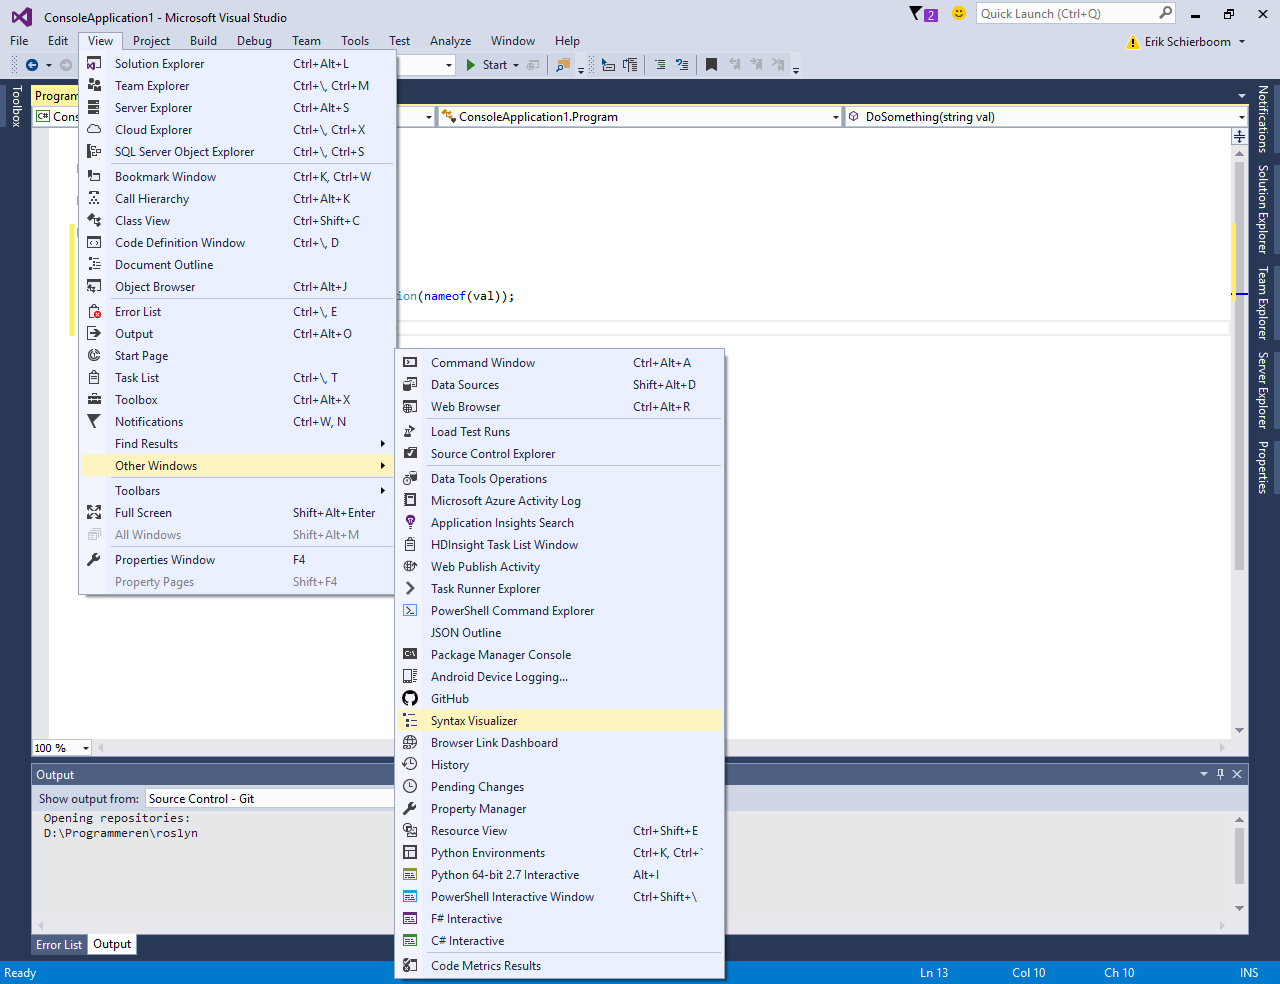 ConsoleApplication1 - Microsoft Visual Studio
2
Quick Launch (Ctrl+Q)
File Edit View Project Build Debug Team Tools Test Analyze Window Help
Erik Schierboom
Start
Toolbox
Program
C# Cons
ConsoleApplication1.Program
DoSomething(string val)
Solution Explorer Ctrl+Alt+L
Team Explorer Ctrl+\, Ctrl+M
Server Explorer Ctrl+Alt+S
Cloud Explorer Ctrl+\, Ctrl+X
SQL Server Object Explorer Ctrl+\, Ctrl+S
Bookmark Window Ctrl+K, Ctrl+W
Call Hierarchy Ctrl+Alt+K
Class View Ctrl+Shift+C
Code Definition Window Ctrl+\, D
Document Outline
Object Browser Ctrl+Alt+J
Error List Ctrl+\, E
Output Ctrl+Alt+O
Start Page
Task List Ctrl+\, T
Toolbox Ctrl+Alt+X
Notifications Ctrl+W, N
Find Results
Other Windows
Toolbars
Full Screen Shift+Alt+Enter
All Windows Shift+Alt+M
Properties Window F4
Property Pages Shift+F4
ion(nameof(val));
Command Window Ctrl+Alt+A
Data Sources Shift+Alt+D
Web Browser Ctrl+Alt+R
Load Test Runs
Source Control Explorer
Data Tools Operations
Microsoft Azure Activity Log
Application Insights Search
HDInsight Task List Window
Web Publish Activity
Task Runner Explorer
PowerShell Command Explorer
JSON Outline
Package Manager Console
Android Device Logging...
GitHub
Syntax Visualizer
Browser Link Dashboard
History
Pending Changes
Property Manager
Resource View Ctrl+Shift+E
Python Environments Ctrl+K, Ctrl+`
Python 64-bit 2.7 Interactive Alt+I
PowerShell Interactive Window Ctrl+Shift+\
F# Interactive
C# Interactive
Code Metrics Results
Notifications
Solution Explorer
Team Explorer
Server Explorer
Properties
100 %
Output
Show output from: Source Control - Git
Opening repositories:
D:\Programmeren\roslyn
Error List Output
Ready Ln 13 Col 10 Ch 10 INS